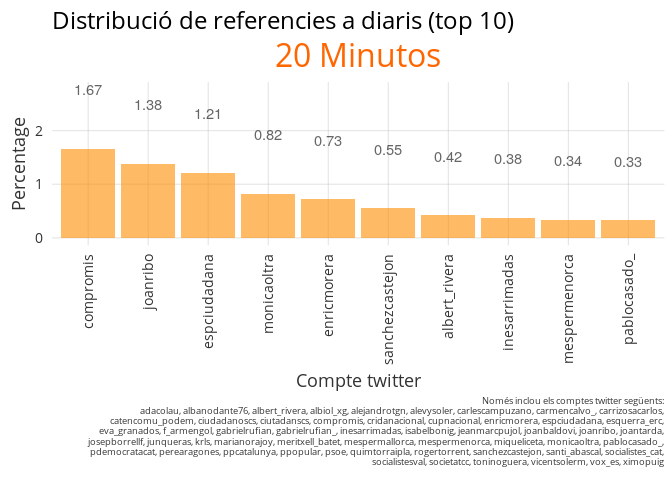 Distribució de referencies a diaris (top 10)
20 Minutos
1.67
1.38
1.21
0.82
0.73
0.55
0.42
0.38
0.34
0.33
Percentage
2
1
0
compromis
joanribo
espciudadana
monicaoltra
enricmorera
sanchezcastejon
albert_rivera
inesarrimadas
mespermenorca
pablocasado_
Compte twitter
Només inclou els comptes twitter següents:
adacolau, albanodante76, albert_rivera, albiol_xg, alejandrotgn, alevysoler, carlescampuzano, carmencalvo_, carrizosacarlos,
catencomu_podem, ciudadanoscs, ciutadanscs, compromis, cridanacional, cupnacional, enricmorera, espciudadana, esquerra_erc,
eva_granados, f_armengol, gabrielrufian, gabrielrufian_, inesarrimadas, isabelbonig, jeanmarcpujol, joanbaldovi, joanribo, joantarda,
josepborrellf, junqueras, krls, marianorajoy, meritxell_batet, mespermallorca, mespermenorca, miqueliceta, monicaoltra, pablocasado_,
pdemocratacat, perearagones, ppcatalunya, ppopular, psoe, quimtorraipla, rogertorrent, sanchezcastejon, santi_abascal, socialistes_cat,
socialistesval, societatcc, toninoguera, vicentsolerm, vox_es, ximopuig